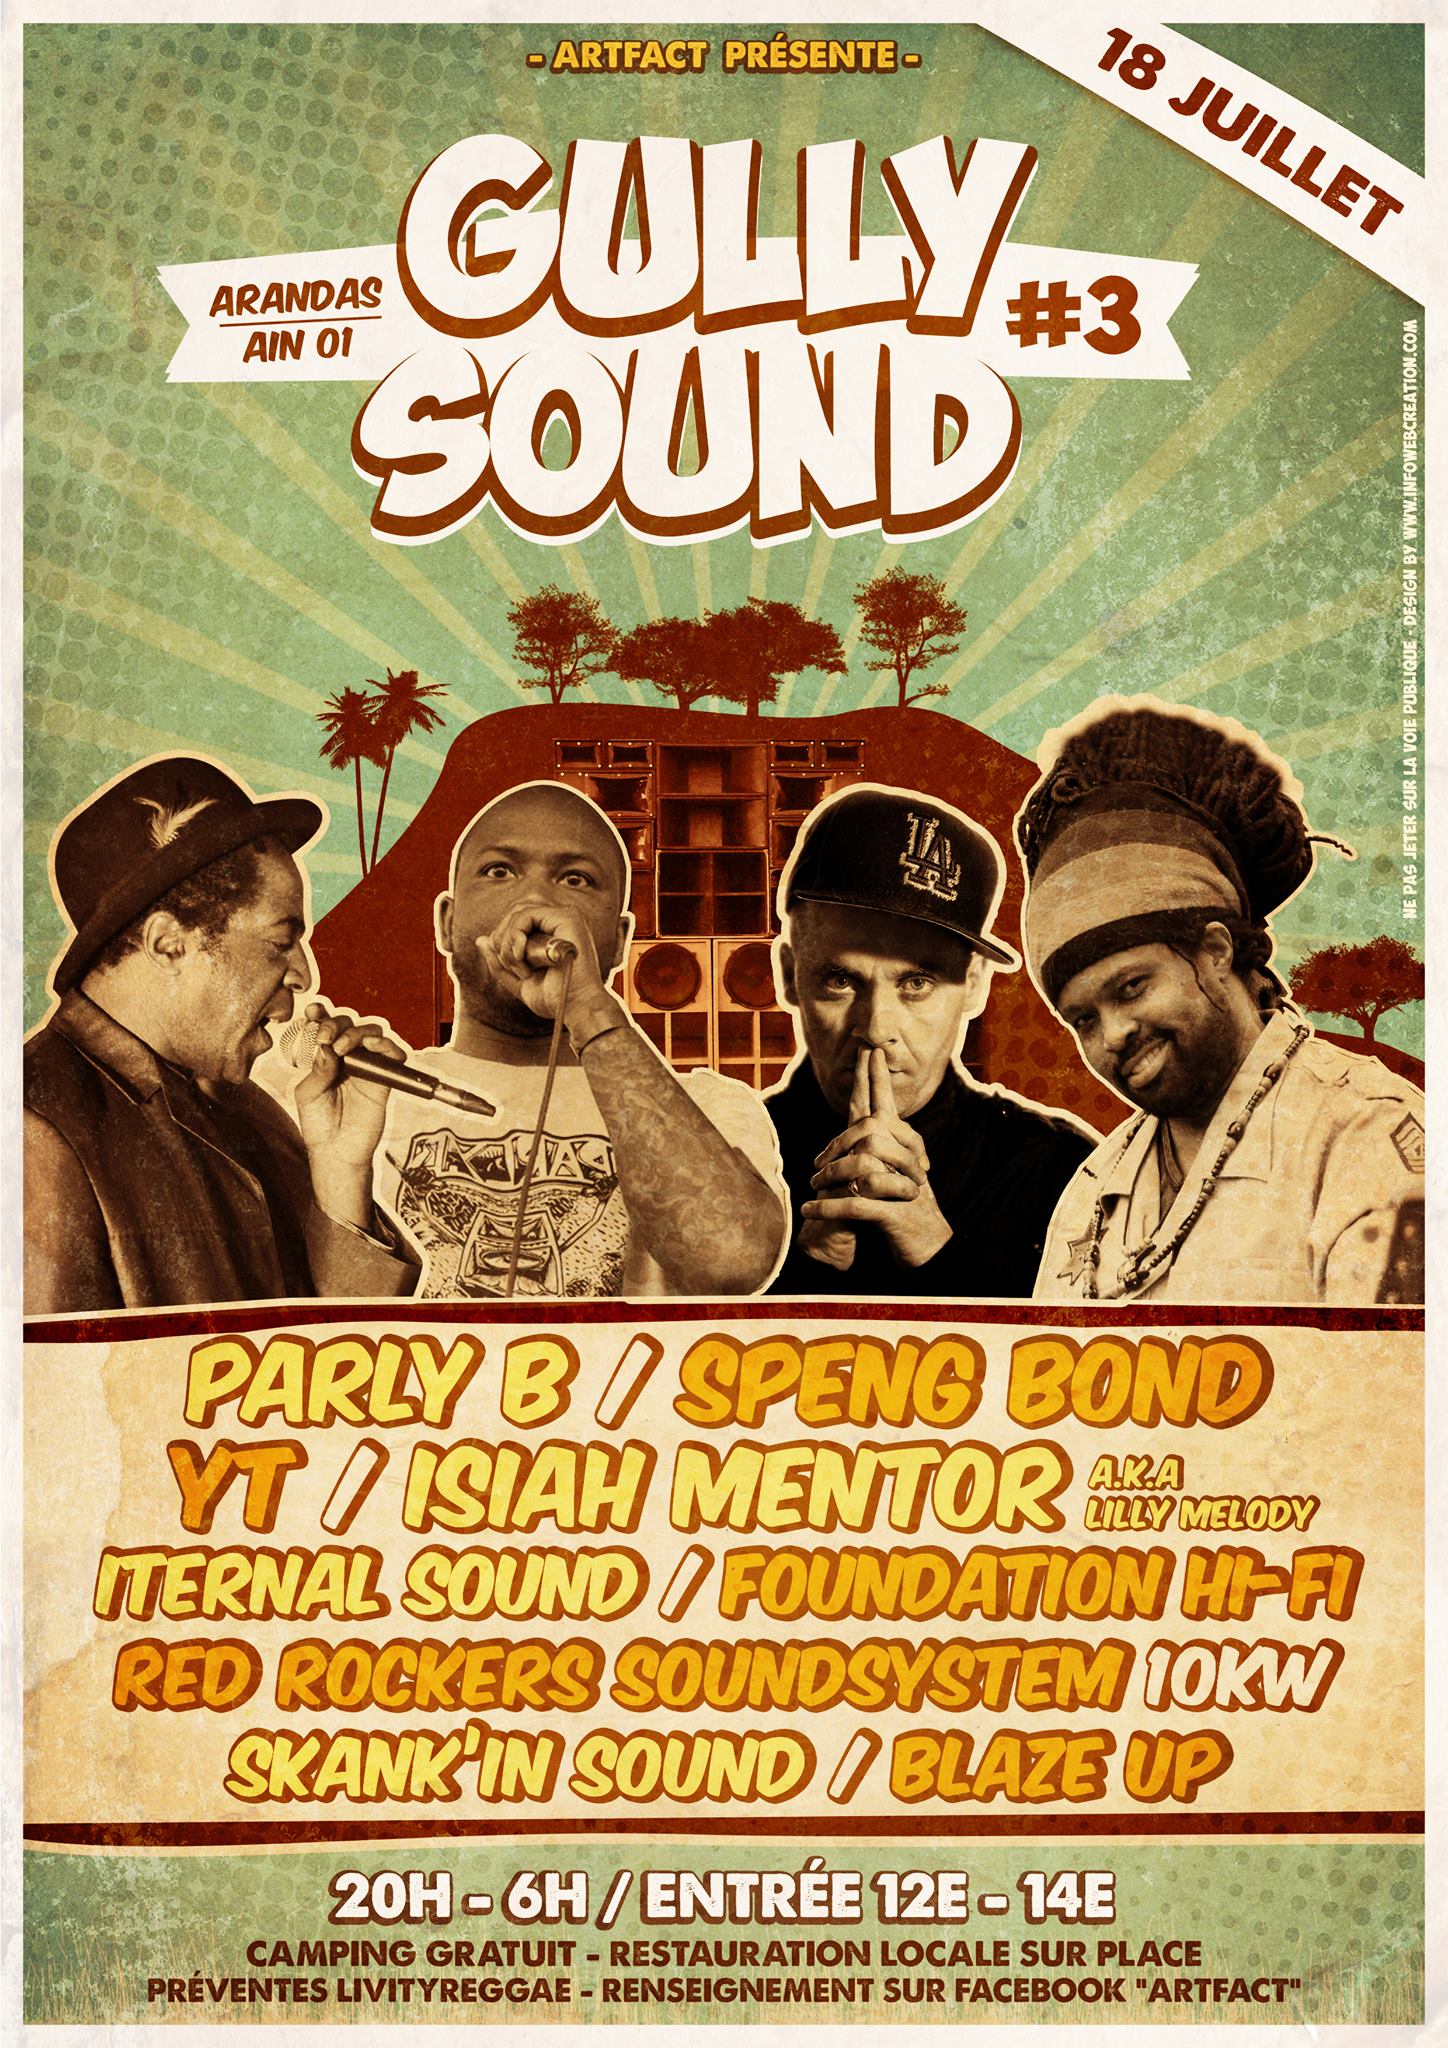 - ARTFACT PRÉSENTE -
18 JUILLET
GULLY
SOUND
ARANDAS
AIN 01
#3
NE PAS JETER SUR LA VOIE PUBLIQUE - DESIGN BY WWW.INFOWEBCREATION.COM
LA
PARLY B / SPENG BOND
YT / ISIAH MENTOR A.K.A
LILLY MELODY
ITERNAL SOUND / FOUNDATION HI-FI
RED ROCKERS SOUNDSYSTEM 10KW
SKANK'IN SOUND / BLAZE UP
20H - 6H / ENTRÉE 12E - 14E
CAMPING GRATUIT - RESTAURATION LOCALE SUR PLACE
PRÉVENTES LIVITYREGGAE - RENSEIGNEMENT SUR FACEBOOK "ARTFACT"